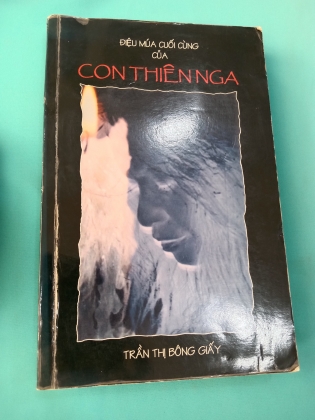 ĐIỆU MÚA CUỐI CÙNG
CỦA
CON THIÊN NGA
TRẦN THỊ BÔNG GIẤY